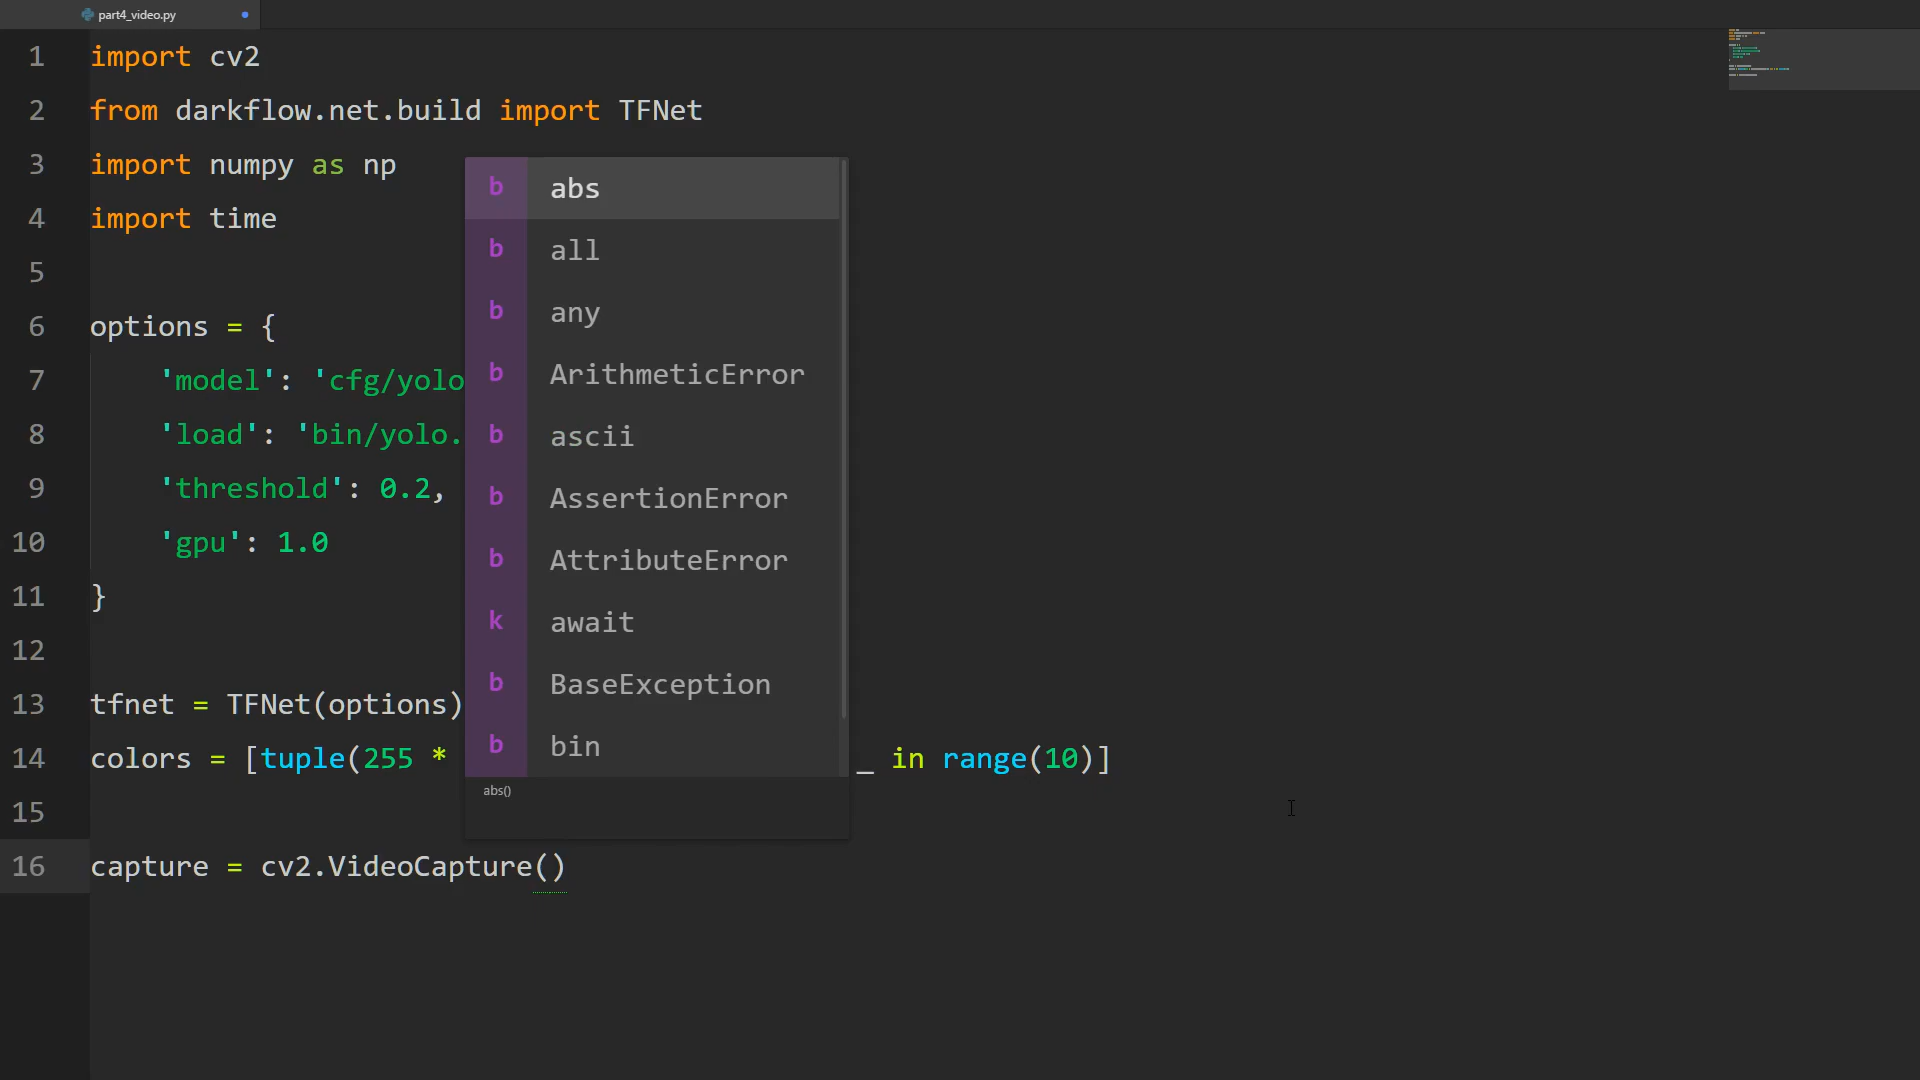 part4_video.py
1 import cv2
2 from darkflow.net.build import TFNet
3 import numpy as np
4 import time
5
6 options = {
7 'model': 'cfg/yolo
8 'load': 'bin/yolo.
9 'threshold': 0.2,
10 'gpu': 1.0
11 }
12
13 tfnet = TFNet(options)
14 colors = [tuple(255 * _ in range(10)]
15
16 capture = cv2.VideoCapture()
b abs
b all
b any
b ArithmeticError
b ascii
b AssertionError
b AttributeError
k await
b BaseException
b bin
abs()